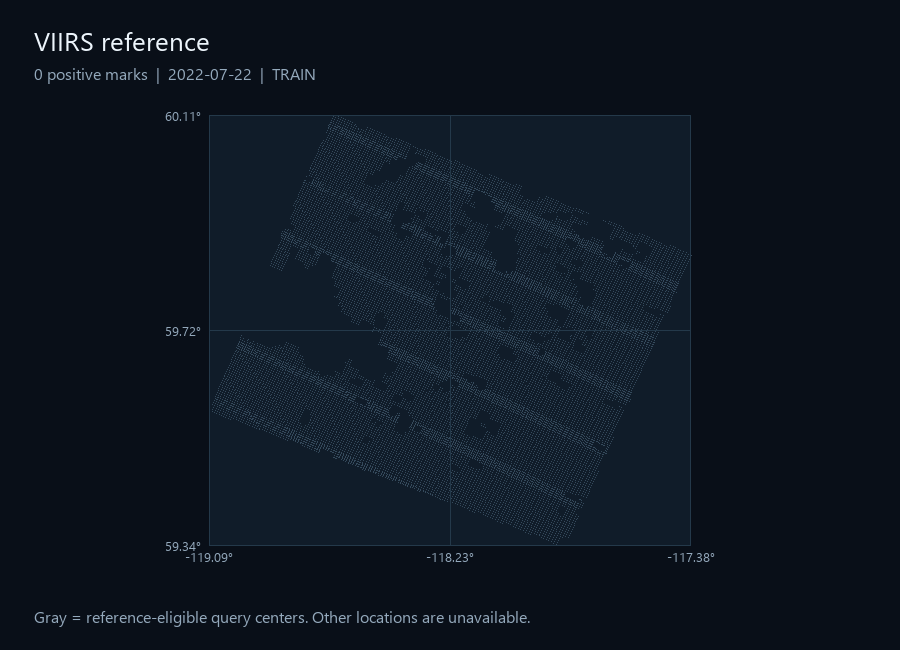 VIIRS reference
0 positive marks | 2022-07-22 | TRAIN
60.11°
59.72°
59.34°
-119.09° -118.23° -117.38°
Gray = reference-eligible query centers. Other locations are unavailable.